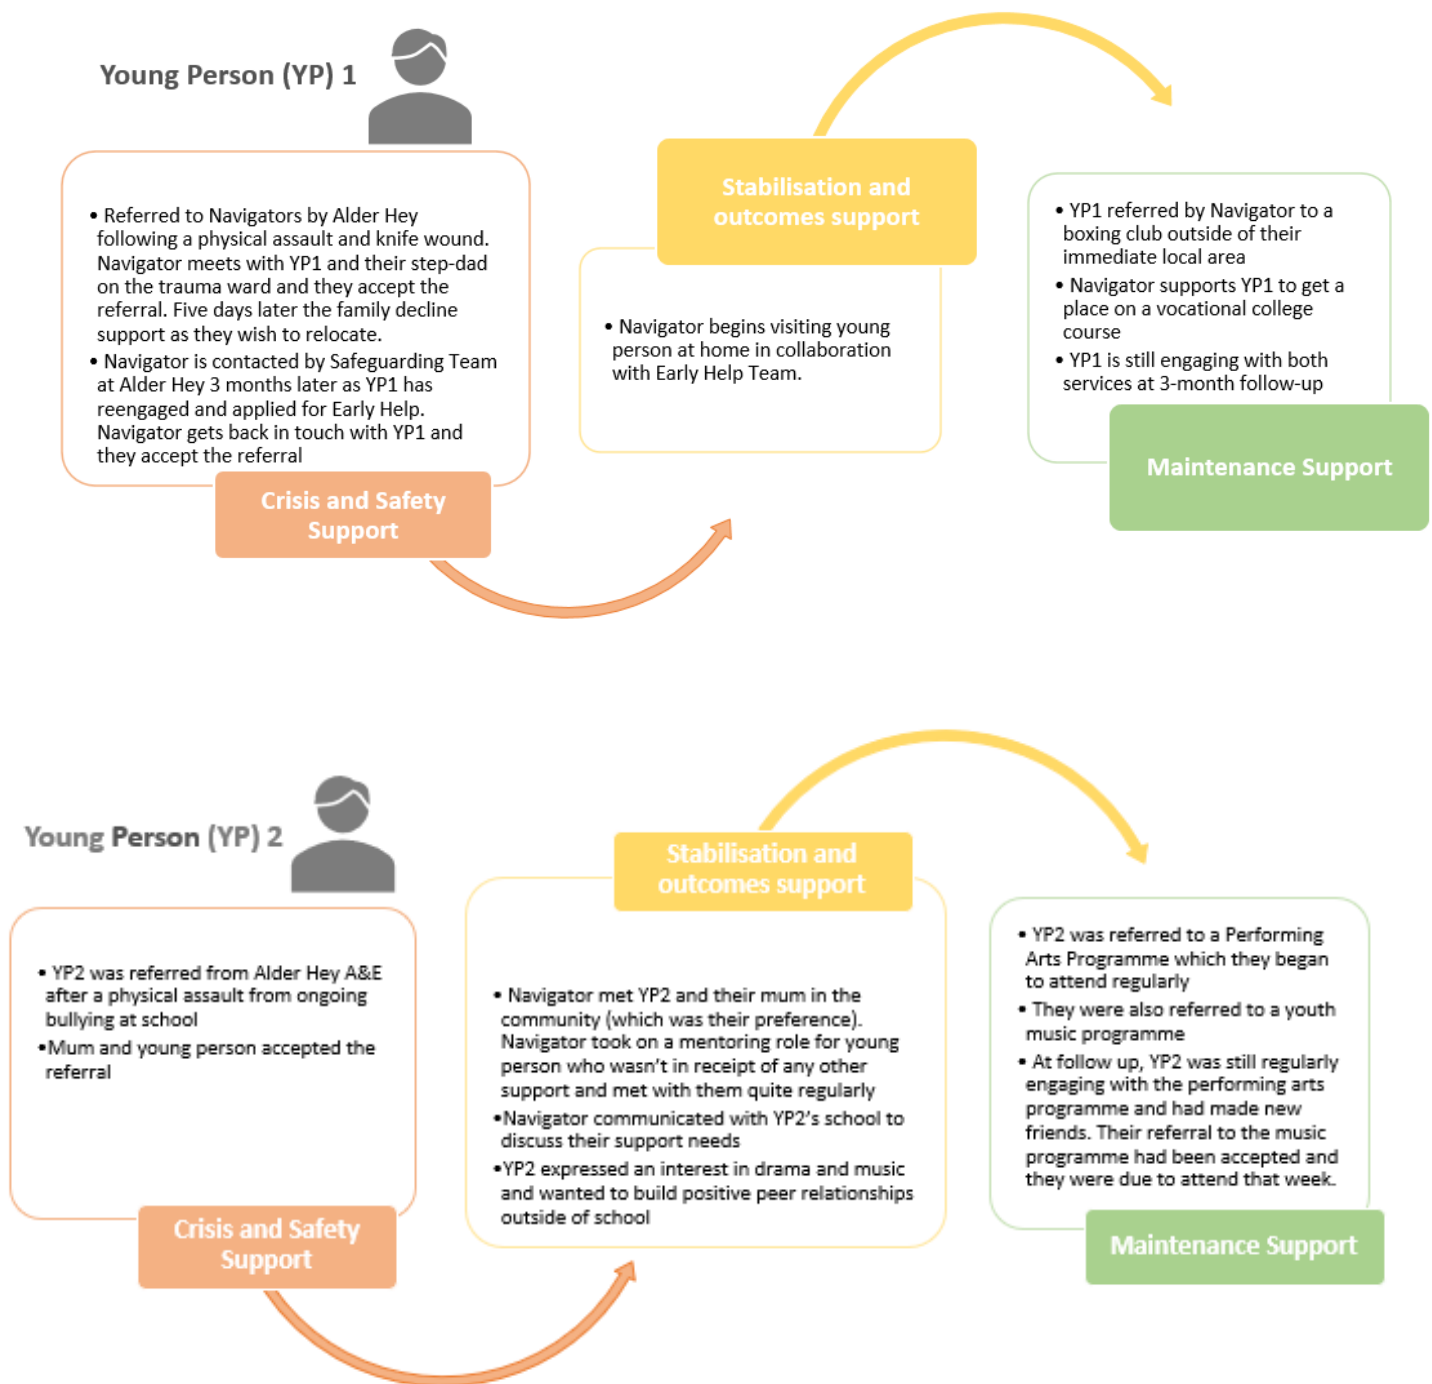 Young Person (YP) 1
• Referred to Navigators by Alder Hey
following a physical assault and knife wound.
Navigator meets with YP1 and their step-dad
on the trauma ward and they accept the
referral. Five days later the family decline
support as they wish to relocate.
• Navigator is contacted by Safeguarding Team
at Alder Hey 3 months later as YP1 has
reengaged and applied for Early Help.
Navigator gets back in touch with YP1 and
they accept the referral
Crisis and Safety
Support
Stabilisation and
outcomes support
• Navigator begins visiting young
person at home in collaboration
with Early Help Team.
• YP1 referred by Navigator to a
boxing club outside of their
immediate local area
• Navigator supports YP1 to get a
place on a vocational college
course
• YP1 is still engaging with both
services at 3-month follow-up
Maintenance Support
Young Person (YP) 2
• YP2 was referred from Alder Hey A&E
after a physical assault from ongoing
bullying at school
•Mum and young person accepted the
referral
Crisis and Safety
Support
Stabilisation and
outcomes support
• Navigator met YP2 and their mum in the
community (which was their preference).
Navigator took on a mentoring role for young
person who wasn't in receipt of any other
support and met with them quite regularly
•Navigator communicated with YP2's school to
discuss their support needs
•YP2 expressed an interest in drama and music
and wanted to build positive peer relationships
outside of school
• YP2 was referred to a Performing
Arts Programme which they began
to attend regularly
• They were also referred to a youth
music programme
• At follow up, YP2 was still regularly
engaging with the performing arts
programme and had made new
friends. Their referral to the music
programme had been accepted and
they were due to attend that week.
Maintenance Support